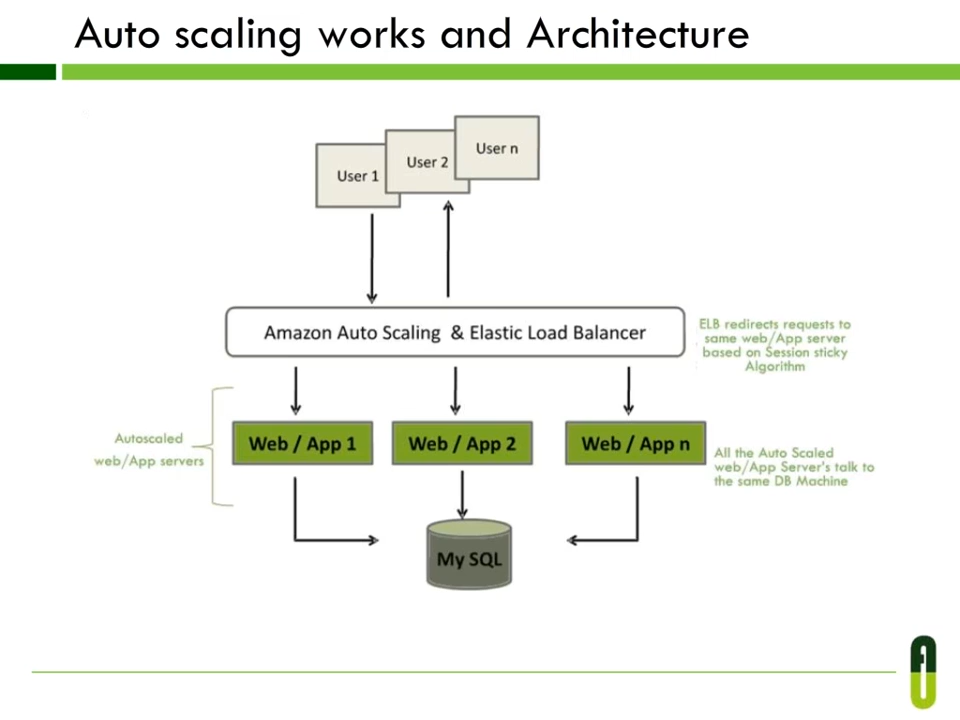 Auto scaling works and Architecture
User 1
User 2
User n
Amazon Auto Scaling & Elastic Load Balancer
ELB redirects requests to
same web/App server
based on Session sticky
Algorithm
Autoscaled
web/App servers
Web / App 1
Web / App 2
Web / App n
All the Auto Scaled
web/App Server's talk to
the same DB Machine
My SQL